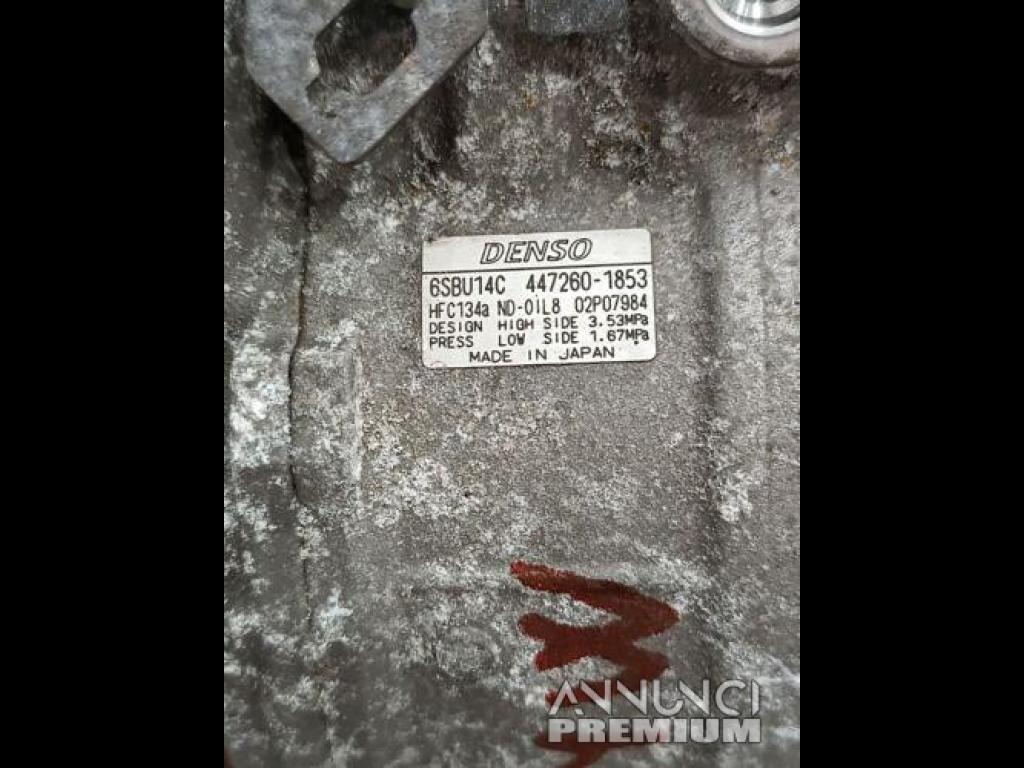 DENSO
6SBU14C 447260-1853
HFC134a ND-OIL8 02P07984
DESIGN HIGH SIDE 3.53MPa
PRESS LOW SIDE 1.67MPa
MADE IN JAPAN
ANNUNCI
PREMIUM